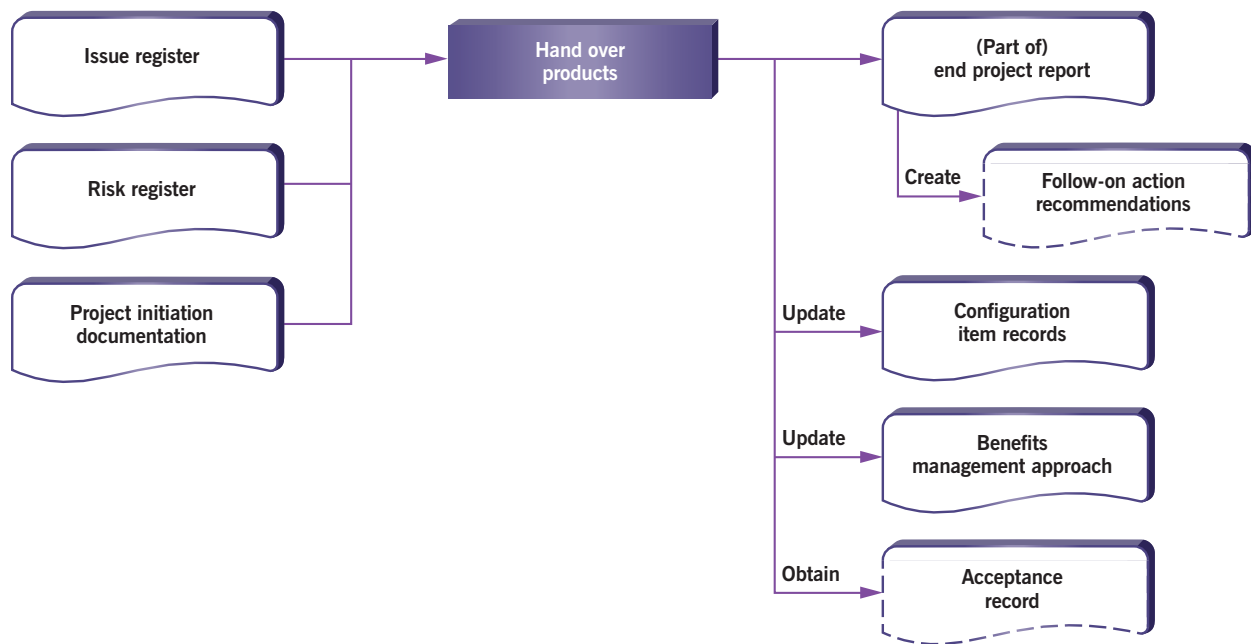 Issue register
Risk register
Project initiation
documentation
Hand over
products
(Part of)
end project report
Create
Follow-on action
recommendations
Update
Configuration
item records
Update
Benefits
management approach
Obtain
Acceptance
record